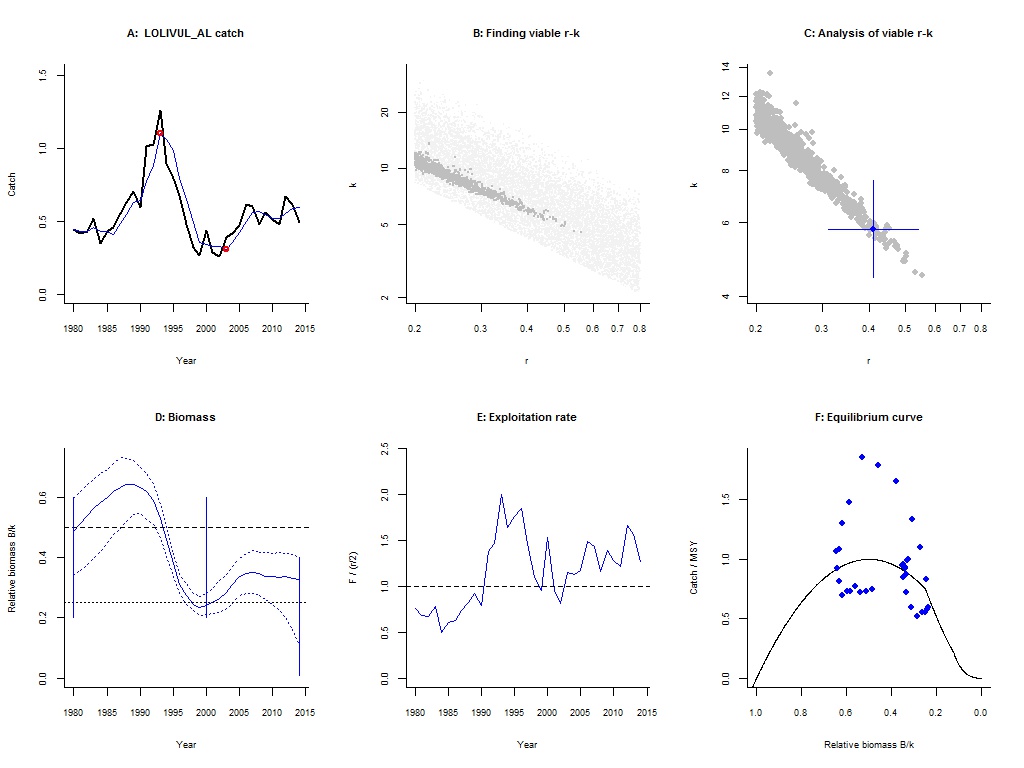 A: LOLIVUL_AL catch
Catch
0.0 0.5 1.0 1.5
1980 1985 1990 1995 2000 2005 2010 2015
Year
B: Finding viable r-k
k
2 5 10 20
0.2 0.3 0.4 0.5 0.6 0.7 0.8
r
C: Analysis of viable r-k
k
4 6 8 10 12 14
0.2 0.3 0.4 0.5 0.6 0.7 0.8
r
D: Biomass
Relative biomass B/k
0.0 0.2 0.4 0.6
1980 1985 1990 1995 2000 2005 2010 2015
Year
E: Exploitation rate
F / (r/2)
0.0 0.5 1.0 1.5 2.0 2.5
1980 1985 1990 1995 2000 2005 2010 2015
Year
F: Equilibrium curve
Catch / MSY
0.0 0.5 1.0 1.5
1.0 0.8 0.6 0.4 0.2 0.0
Relative biomass B/k